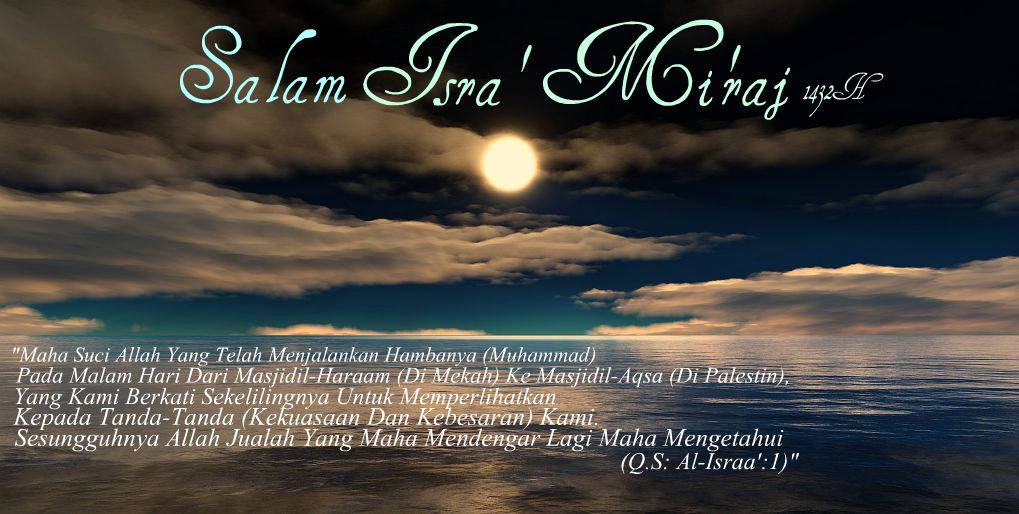 Salam Isra' Mi'raj 1432H
"Maha Suci Allah Yang Telah Menjalankan Hambanya (Muhammad)
Pada Malam Hari Dari Masjidil-Haraam (Di Mekah) Ke Masjidil-Aqsa (Di Palestin),
Yang Kami Berkati Sekelilingnya Untuk Memperlihatkan
Kepada Tanda-Tanda (Kekuasaan Dan Kebesaran) Kami.
Sesungguhnya Allah Jualah Yang Maha Mendengar Lagi Maha Mengetahui
(Q.S: Al-Israa':1)"